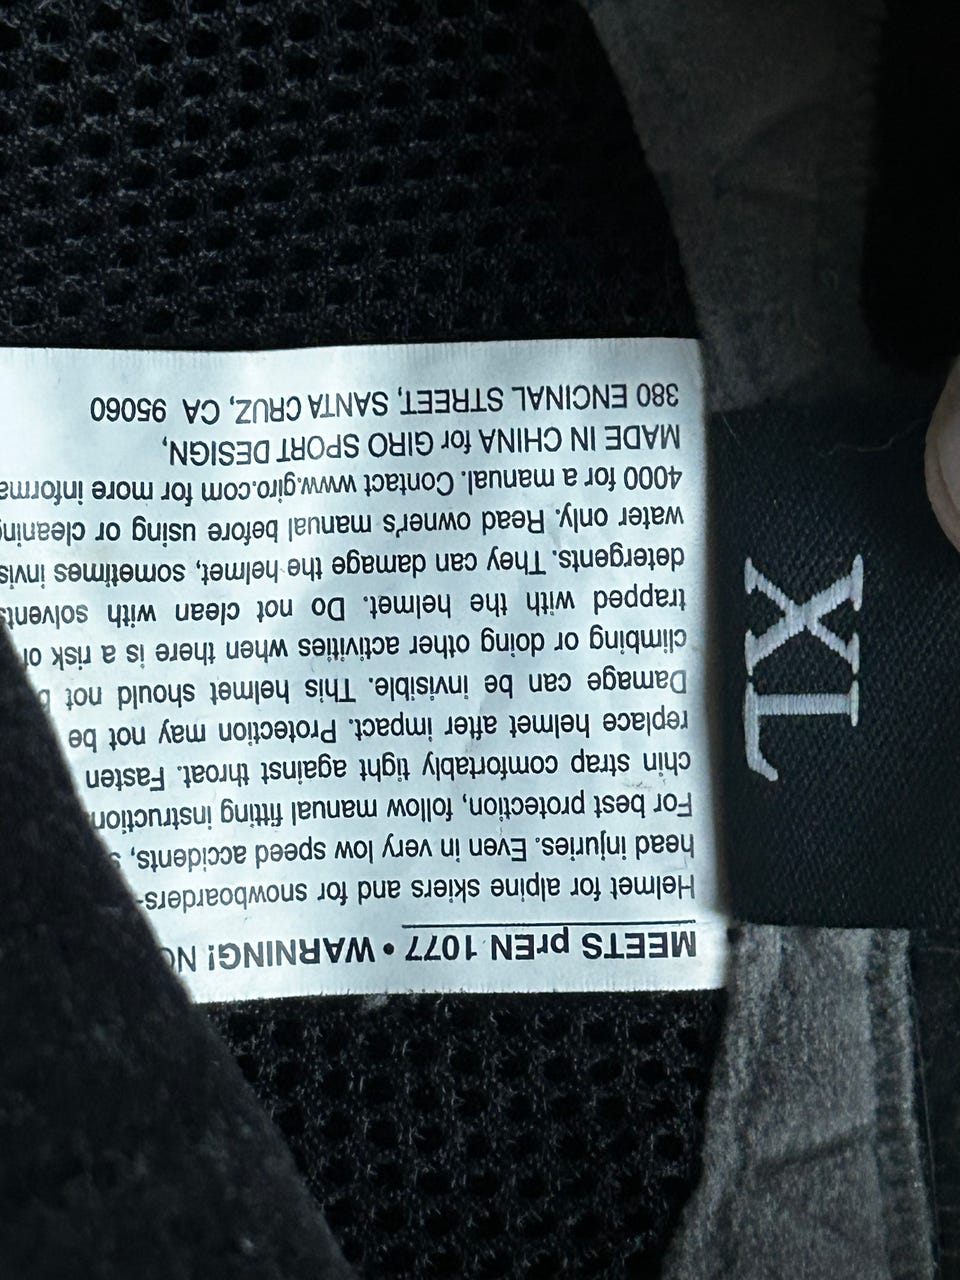 MEETS prEN 1077 • WARNING!
Helmet for alpine skiers and for snowboarders-
head injuries. Even in very low speed accidents,
For best protection, follow manual fitting instruction
chin strap comfortably tight against throat. Fasten
replace helmet after impact. Protection may not be
Damage can be invisible. This helmet should not
climbing or doing other activities when there is a risk
trapped with the helmet. Do not clean with solvents
detergents. They can damage the helmet, sometimes
water only. Read owner's manual before using or cleaning
4000 for a manual. Contact www.giro.com for more
MADE IN CHINA for GIRO SPORT DESIGN,
380 ENCINAL STREET, SANTA CRUZ, CA 95060
XL